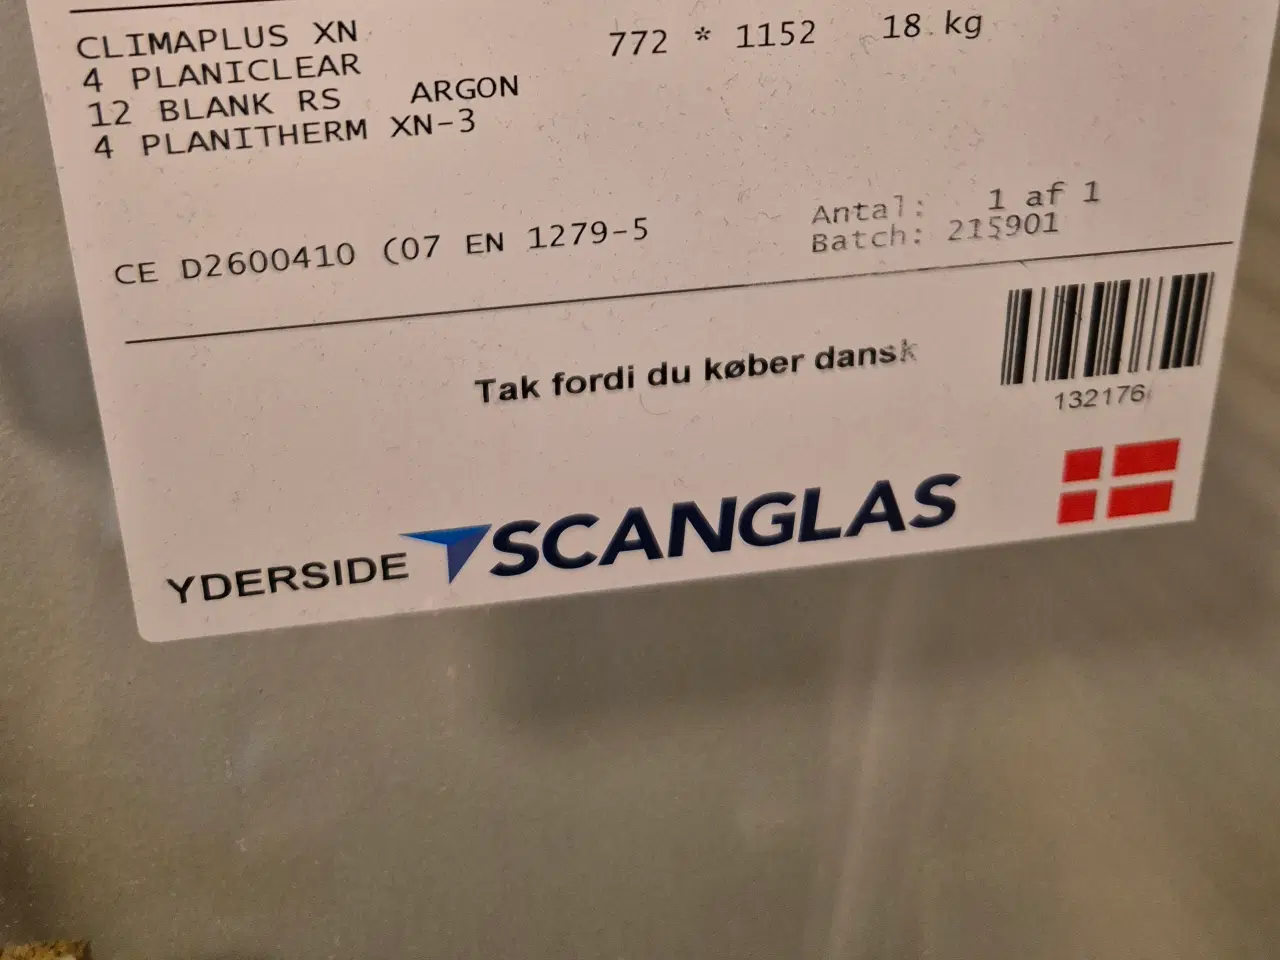 CLIMAPLUS XN 772 * 1152 18 kg
4 PLANICLEAR
12 BLANK RS ARGON
4 PLANITHERM XN-3
Antal: 1 af 1
CE D2600410 (07 EN 1279-5 Batch: 215901
Tak fordi du køber dansk
132176
YDERSIDE SCANGLAS